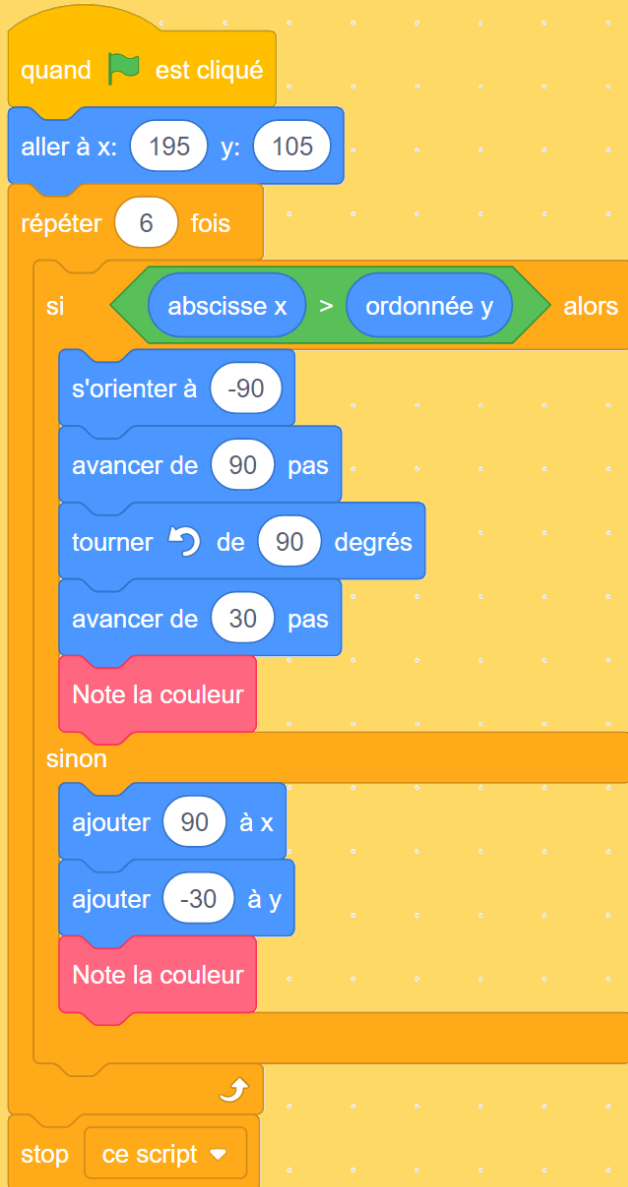 quand est cliqué
aller à x: 195 y: 105
répéter 6 fois
si abscisse x > ordonnée y alors
s'orienter à -90
avancer de 90 pas
tourner de 90 degrés
avancer de 30 pas
Note la couleur
sinon
ajouter 90 à x
ajouter -30 à y
Note la couleur
stop ce script